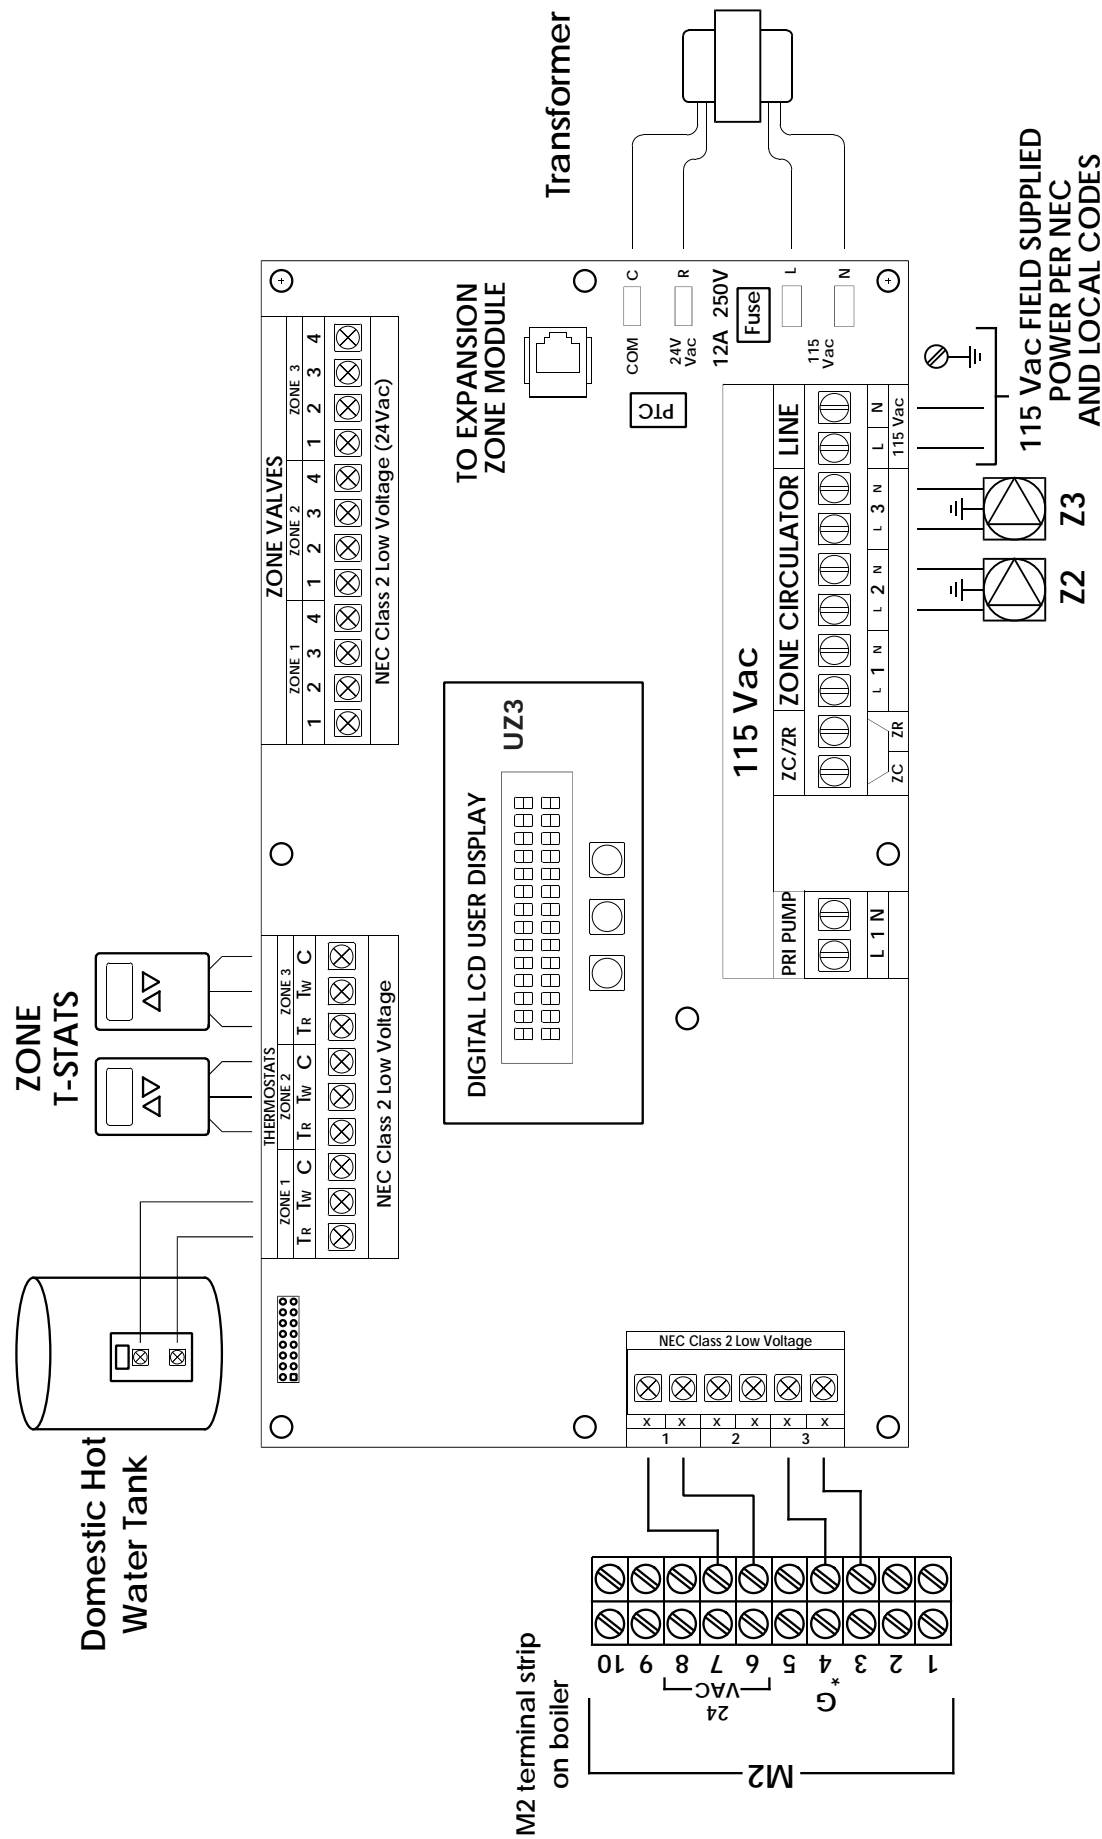 ZONE
T-STATS
Domestic Hot
Water Tank
THERMOSTATS
ZONE 1 ZONE 2 ZONE 3
TR TW C TR TW C TR TW C
NEC Class 2 Low Voltage
ZONE VALVES
ZONE 1 ZONE 2 ZONE 3
1 2 3 4 1 2 3 4 1 2 3 4
NEC Class 2 Low Voltage (24Vac)
DIGITAL LCD USER DISPLAY
UZ3
TO EXPANSION
ZONE MODULE
Transformer
COM C
24V
Vac
R
PTC
12A 250V
Fuse
115
Vac
L
N
115 Vac
PRI PUMP ZC/ZR ZONE CIRCULATOR LINE
L 1 N
ZC ZR
L 1 N L 2 N L 3 N L N
115 Vac
Z2 Z3
115 Vac FIELD SUPPLIED
POWER PER NEC
AND LOCAL CODES
NEC Class 2 Low Voltage
x x x x x x
1 2 3
M2 terminal strip
on boiler
10 9 8 7 6 5 4 3 2 1
24
VAC
*
G
M2